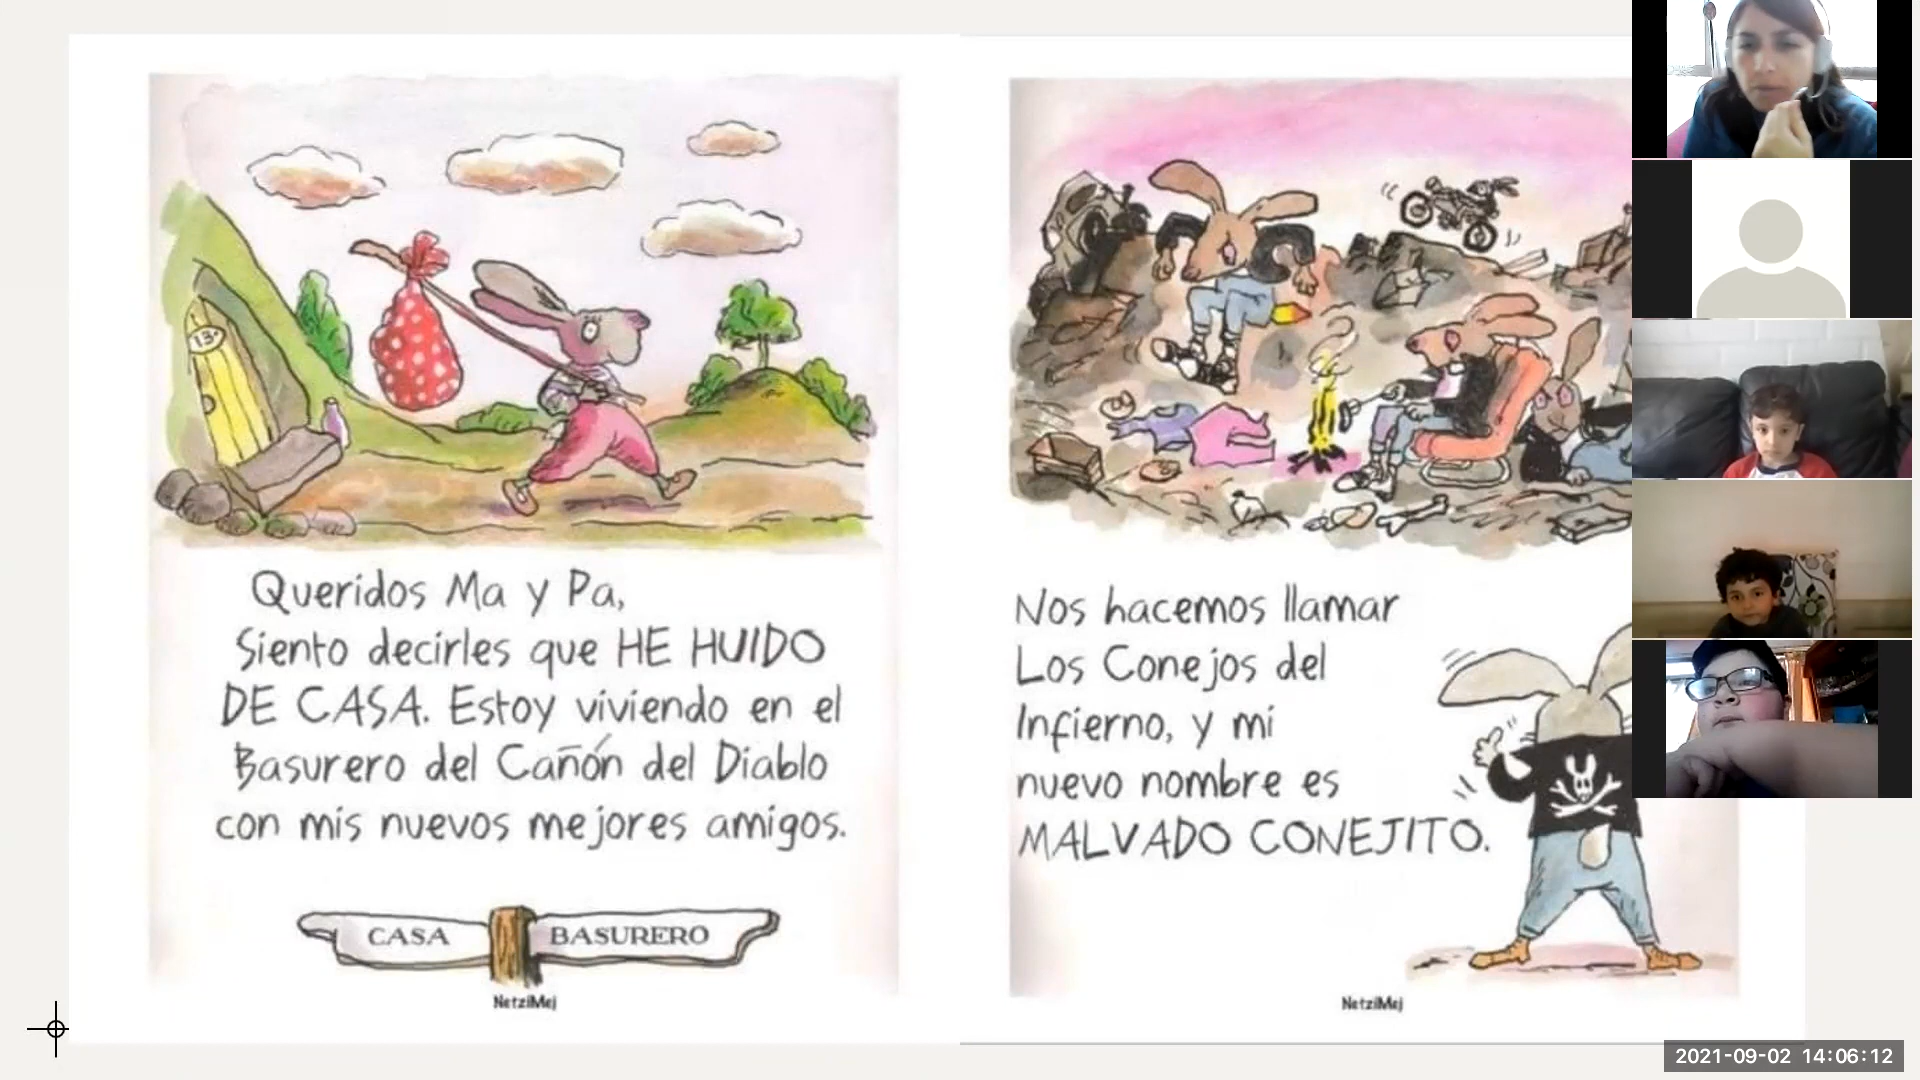 13
Queridos Ma y Pa,
Siento decirles que HE HUIDO
DE CASA. Estoy viviendo en el
Basurero del Cañón del Diablo
con mis nuevos mejores amigos.
CASA BASURERO
NetziMej
Nos hacemos llamar
Los Conejos del
Infierno, y mi
nuevo nombre es
MALVADO CONEJITO.
NetziMej
2021-09-02 14:06:12